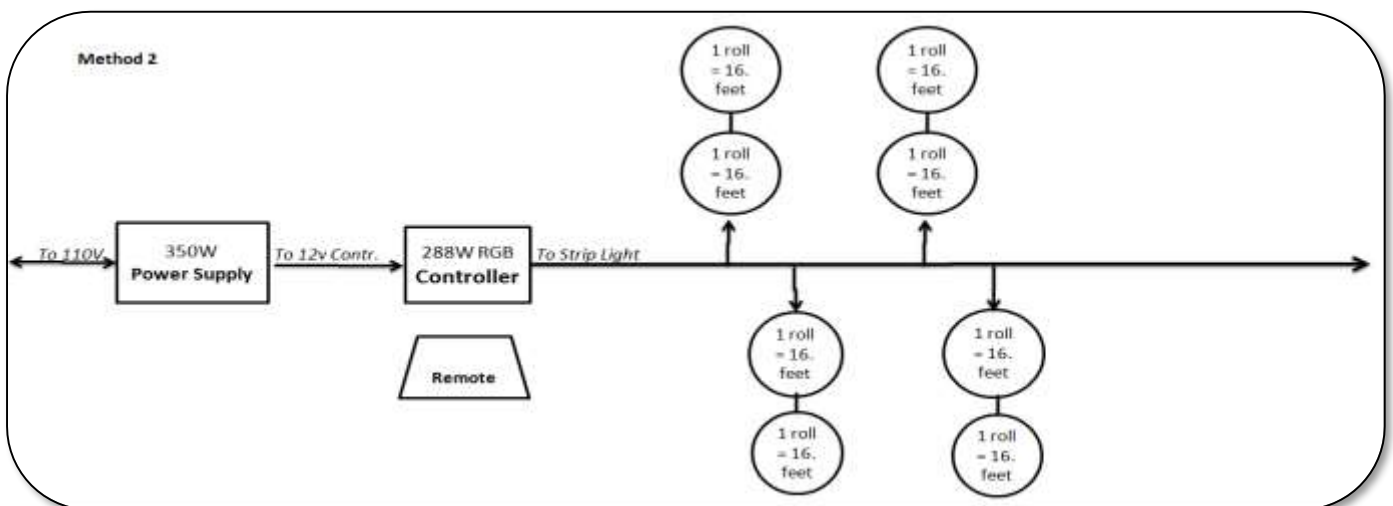 Method 2
1 roll
= 16.
feet
1 roll
= 16.
feet
1 roll
= 16.
feet
1 roll
= 16.
feet
To 110V
350W
Power Supply
To 12v Contr.
288W RGB
Controller
To Strip Light
Remote
1 roll
= 16.
feet
1 roll
= 16.
feet
1 roll
= 16.
feet
1 roll
= 16.
feet